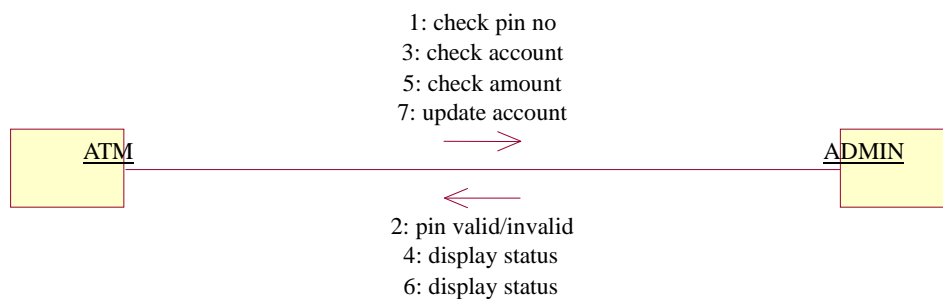 1: check pin no
3: check account
5: check amount
7: update account
ATM
ADMIN
2: pin valid/invalid
4: display status
6: display status